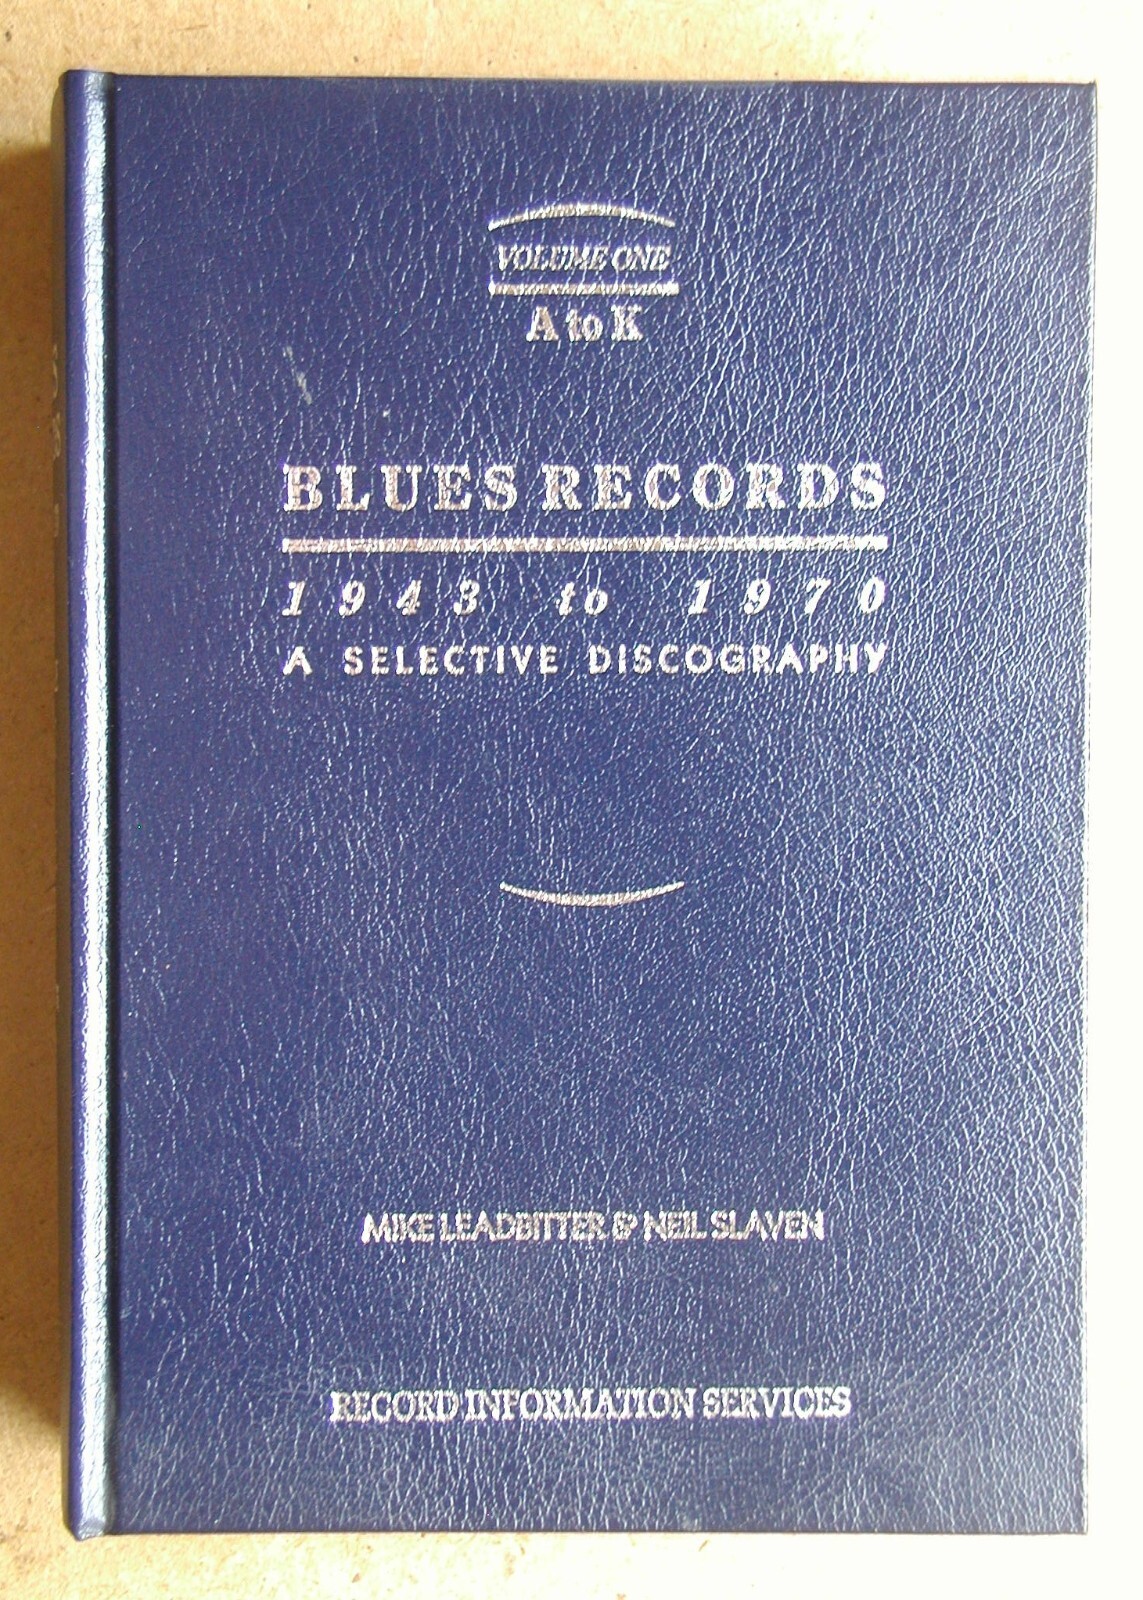 VOLUME ONE
A to K
BLUES RECORDS
1943 to 1970
A SELECTIVE DISCOGRAPHY
MIKE LEADBITTER & NEIL SLAVEN
RECORD INFORMATION SERVICES